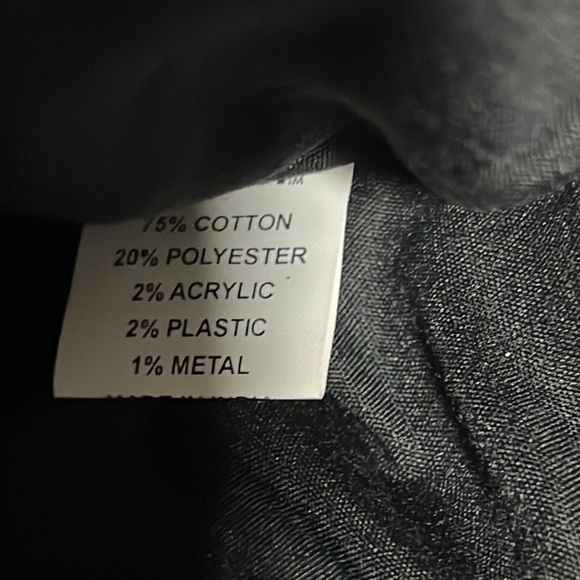 75% COTTON
20% POLYESTER
2% ACRYLIC
2% PLASTIC
1% METAL